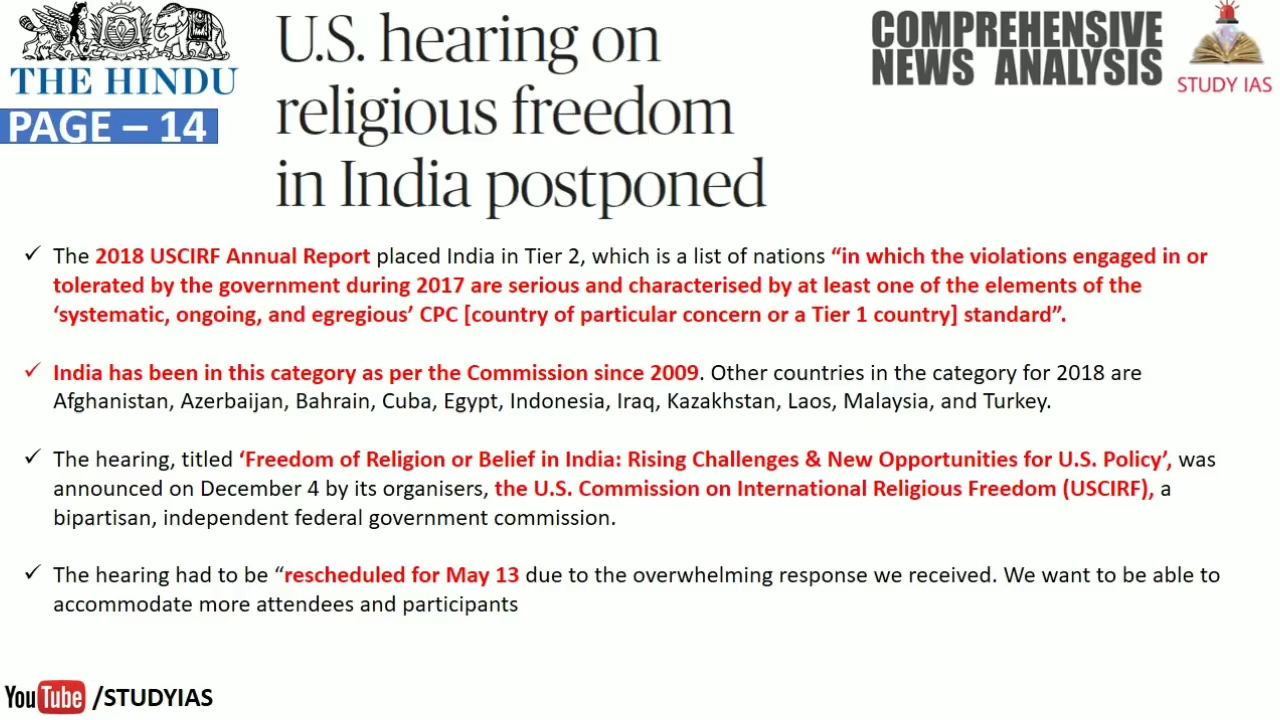 THE HINDU
PAGE – 14
U.S. hearing on
religious freedom
in India postponed
COMPREHENSIVE
NEWS ANALYSIS
STUDY IAS
✓ The 2018 USCIRF Annual Report placed India in Tier 2, which is a list of nations “in which the violations engaged in or
tolerated by the government during 2017 are serious and characterised by at least one of the elements of the
‘systematic, ongoing, and egregious’ CPC [country of particular concern or a Tier 1 country] standard”.
✓ India has been in this category as per the Commission since 2009. Other countries in the category for 2018 are
Afghanistan, Azerbaijan, Bahrain, Cuba, Egypt, Indonesia, Iraq, Kazakhstan, Laos, Malaysia, and Turkey.
✓ The hearing, titled ‘Freedom of Religion or Belief in India: Rising Challenges & New Opportunities for U.S. Policy’, was
announced on December 4 by its organisers, the U.S. Commission on International Religious Freedom (USCIRF), a
bipartisan, independent federal government commission.
✓ The hearing had to be “rescheduled for May 13 due to the overwhelming response we received. We want to be able to
accommodate more attendees and participants
YouTube /STUDYIAS